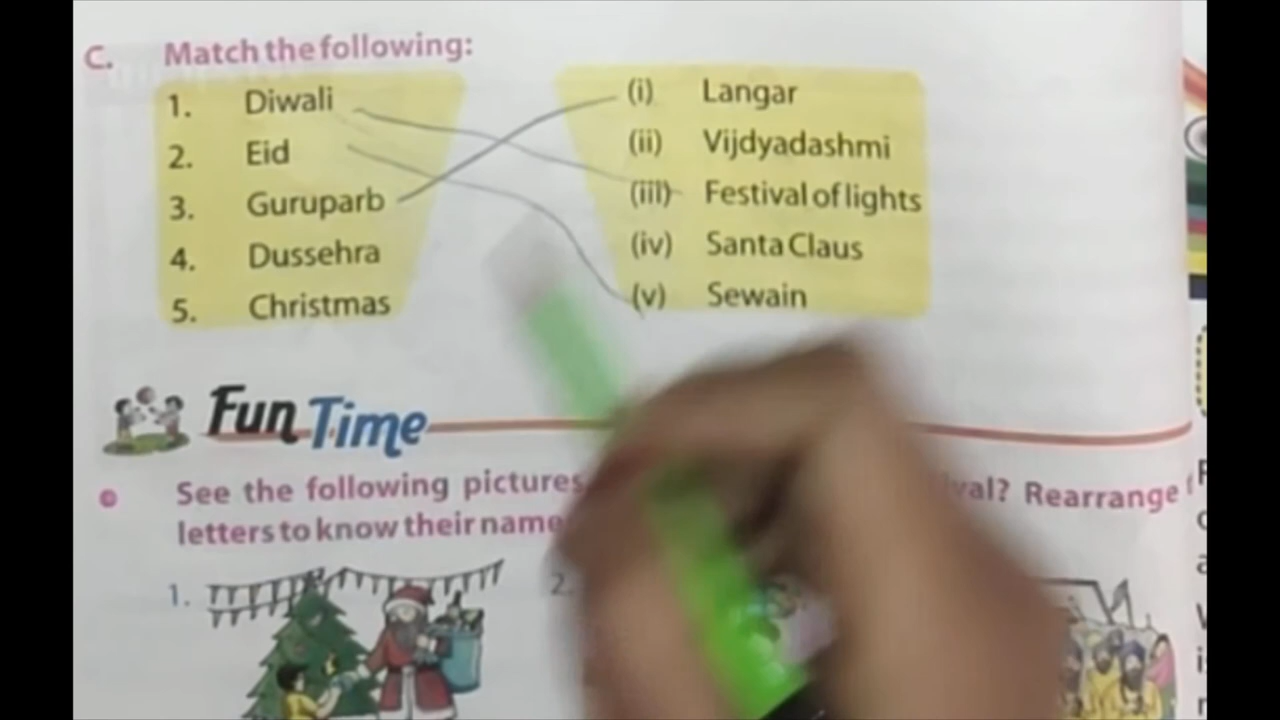 C. Match the following:
1. Diwali (i) Langar
2. Eid (ii) Vijdyadashmi
3. Guruparb (iii) Festival of lights
4. Dussehra (iv) Santa Claus
5. Christmas (v) Sewain
Fun Time
See the following pictures Rearrange
letters to know their name
1. 2.